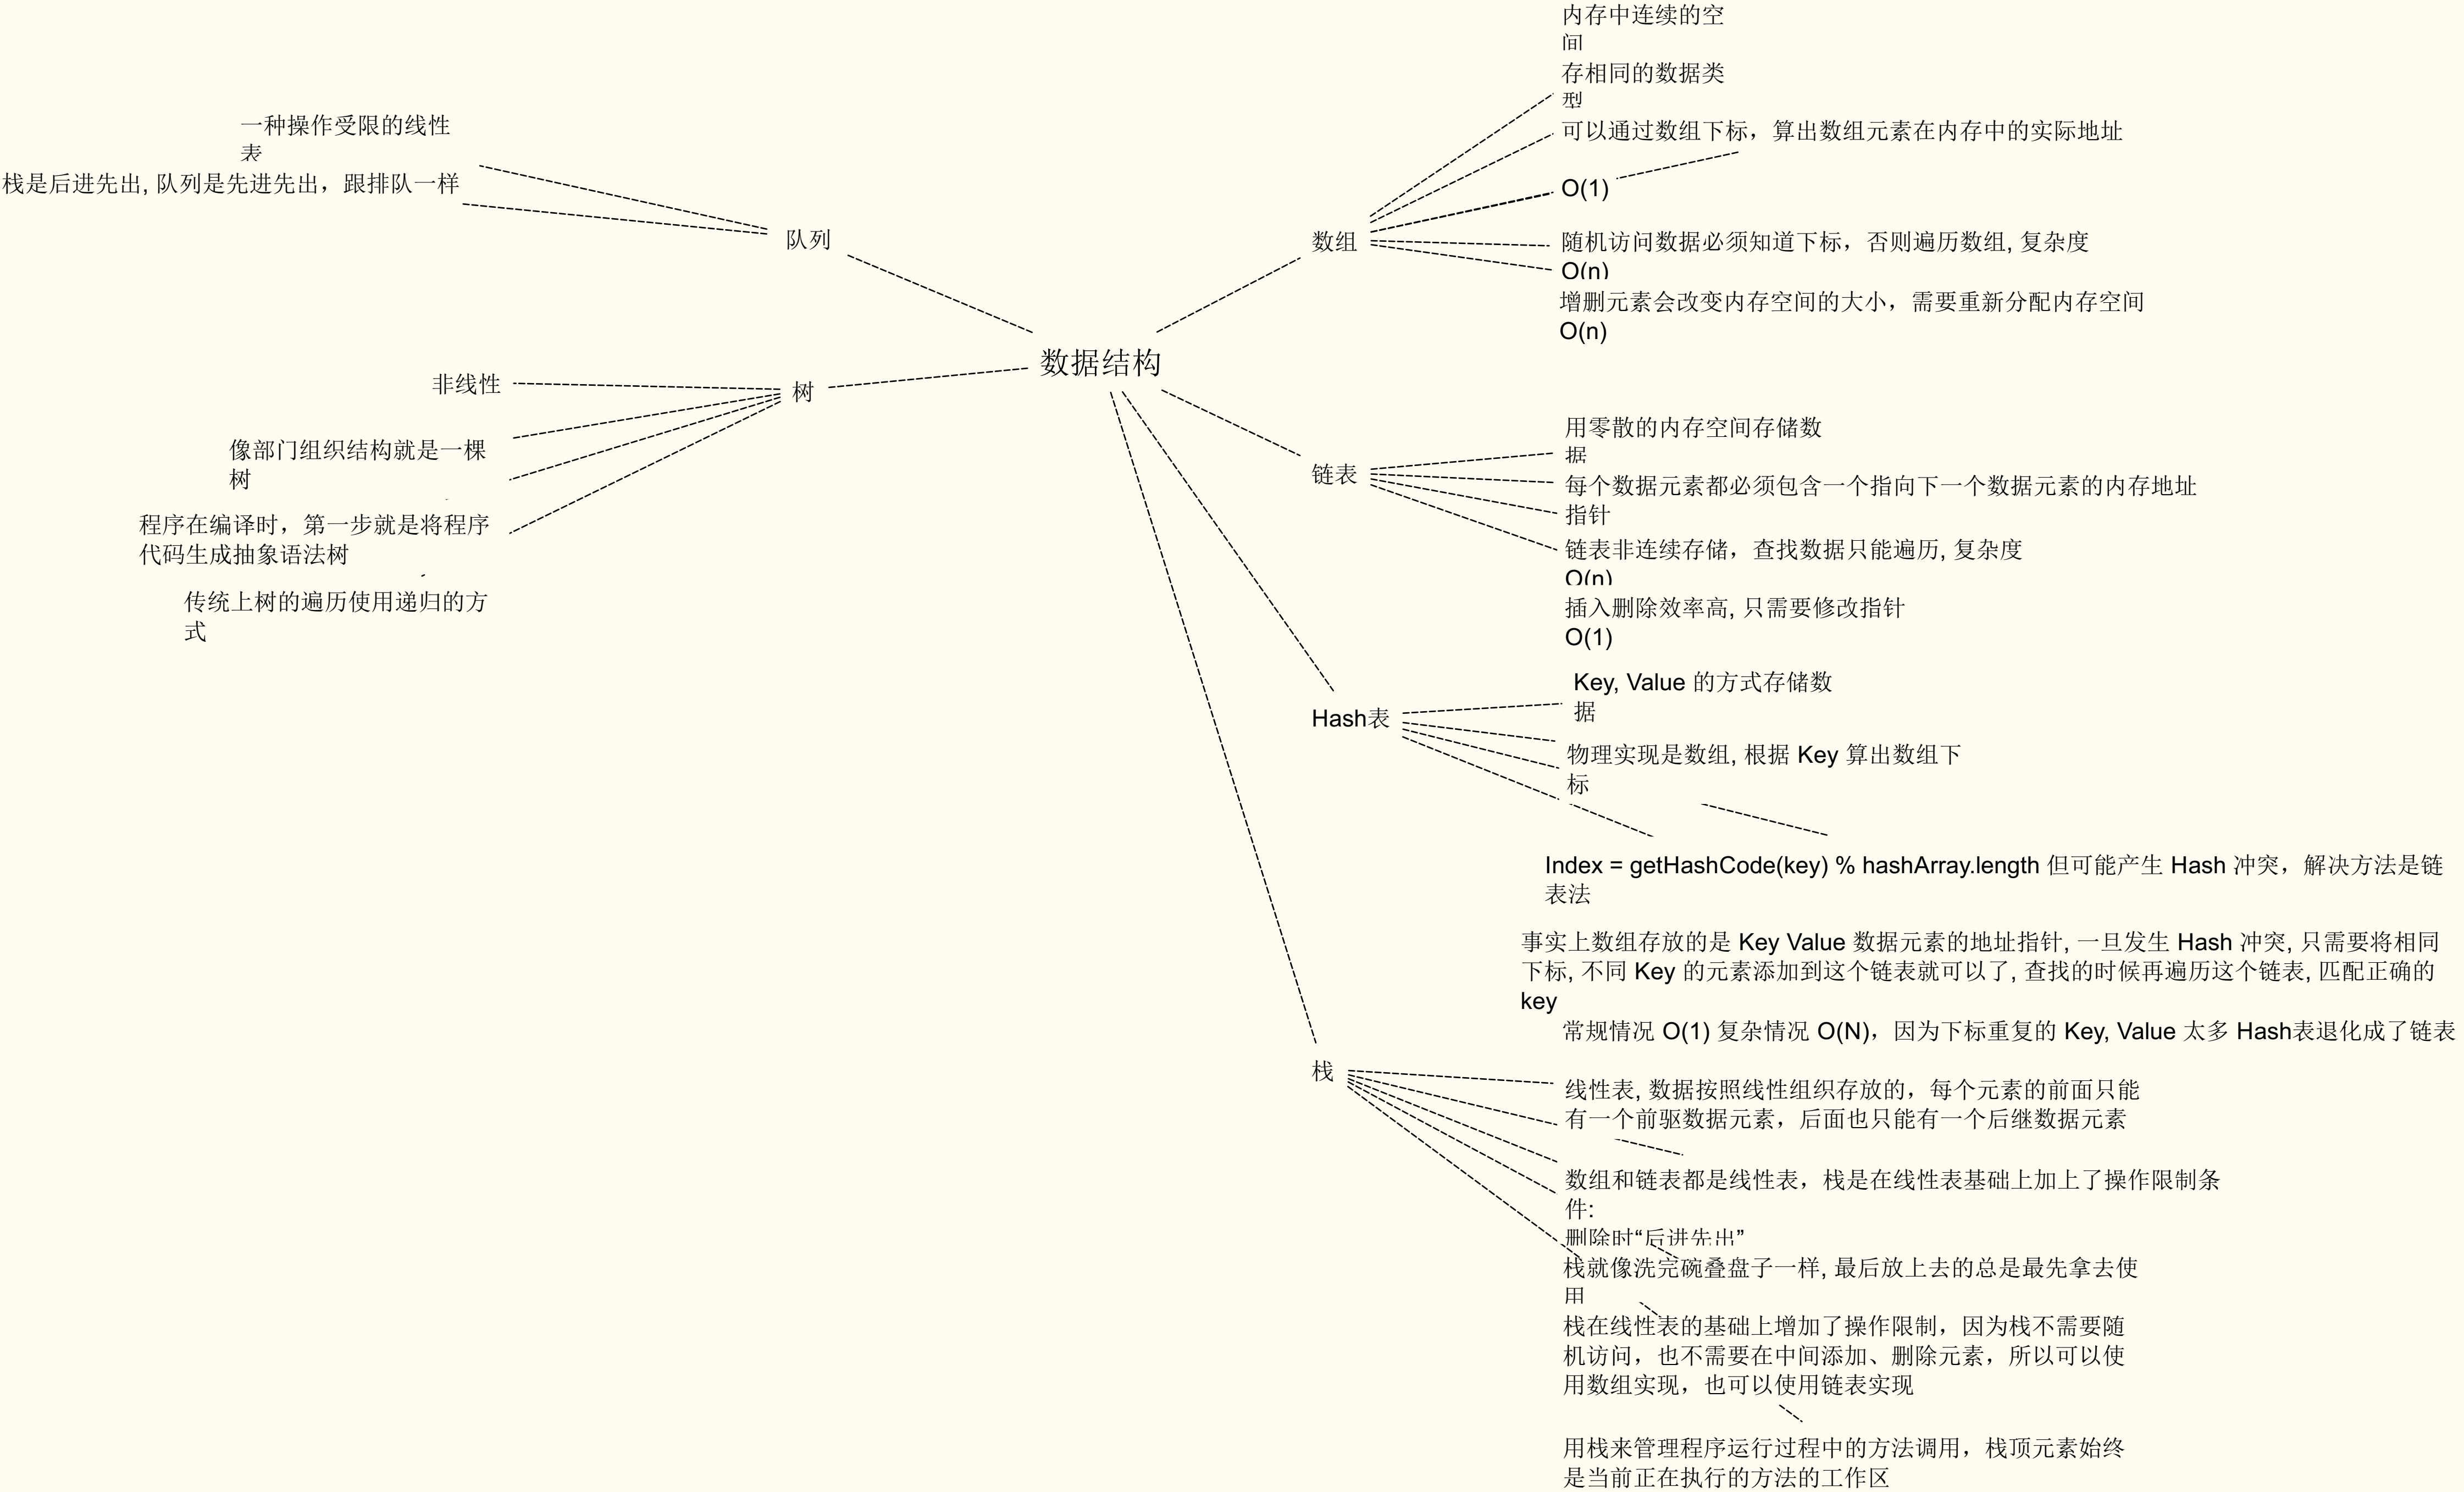 数据结构
数组
内存中连续的空
间
存相同的数据类
型
可以通过数组下标，算出数组元素在内存中的实际地址
O(1)
随机访问数据必须知道下标，否则遍历数组, 复杂度
O(n)
增删元素会改变内存空间的大小，需要重新分配内存空间
O(n)
链表
用零散的内存空间存储数
据
每个数据元素都必须包含一个指向下一个数据元素的内存地址
指针
链表非连续存储，查找数据只能遍历, 复杂度
O(n)
插入删除效率高, 只需要修改指针
O(1)
Hash表
Key, Value 的方式存储数
据
物理实现是数组, 根据 Key 算出数组下
标
Index = getHashCode(key) % hashArray.length 但可能产生 Hash 冲突，解决方法是链
表法
事实上数组存放的是 Key Value 数据元素的地址指针, 一旦发生 Hash 冲突, 只需要将相同
下标, 不同 Key 的元素添加到这个链表就可以了, 查找的时候再遍历这个链表, 匹配正确的
key
常规情况 O(1) 复杂情况 O(N)，因为下标重复的 Key, Value 太多 Hash表退化成了链表
栈
线性表, 数据按照线性组织存放的，每个元素的前面只能
有一个前驱数据元素，后面也只能有一个后继数据元素
数组和链表都是线性表，栈是在线性表基础上加上了操作限制条
件:
删除时“后进先出”
栈就像洗完碗叠盘子一样, 最后放上去的总是最先拿去使
用
栈在线性表的基础上增加了操作限制，因为栈不需要随
机访问，也不需要在中间添加、删除元素，所以可以使
用数组实现，也可以使用链表实现
用栈来管理程序运行过程中的方法调用，栈顶元素始终
是当前正在执行的方法的工作区
队列
一种操作受限的线性
表
栈是后进先出, 队列是先进先出，跟排队一样
树
非线性
像部门组织结构就是一棵
树
程序在编译时，第一步就是将程序
代码生成抽象语法树
传统上树的遍历使用递归的方
式